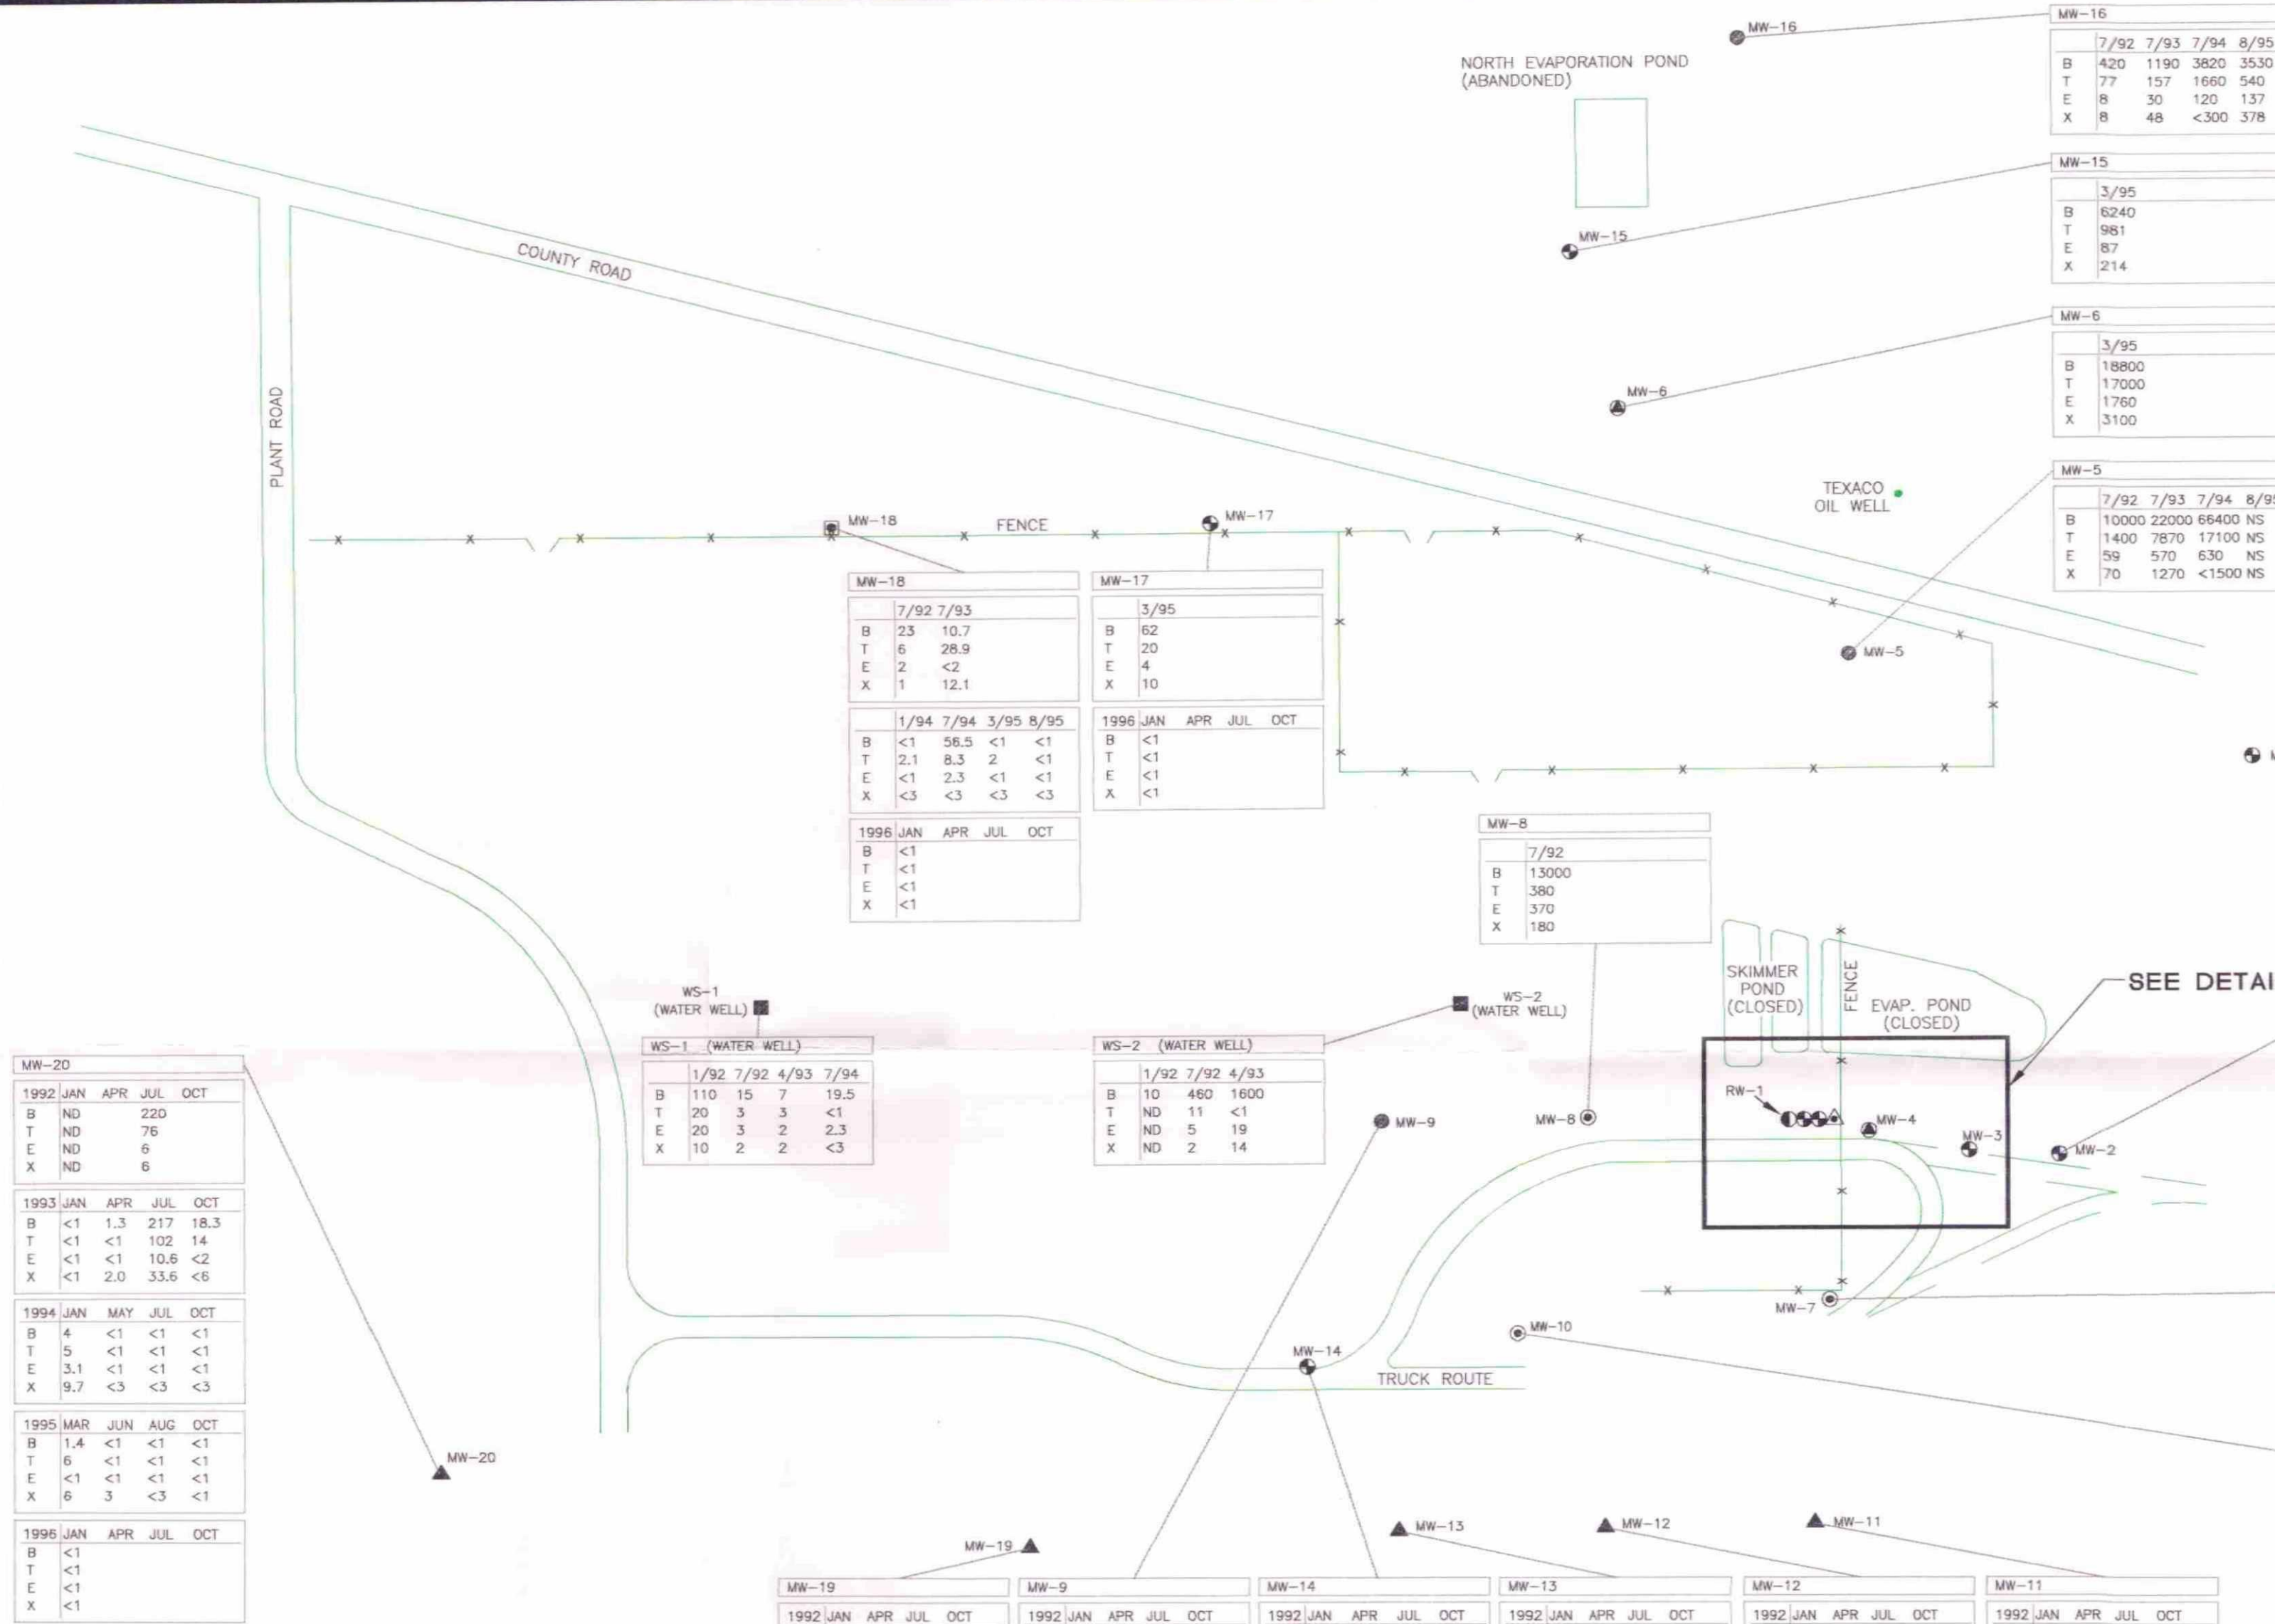 MW-16
MW-16
7/92 7/93 7/94 8/95
B 420 1190 3820 3530
T 77 157 1660 540
E 8 30 120 137
X 8 48 <300 378
NORTH EVAPORATION POND
(ABANDONED)
MW-15
3/95
B 6240
T 981
E 87
X 214
MW-15
COUNTY ROAD
MW-6
3/95
B 18800
T 17000
E 1760
X 3100
MW-6
PLANT ROAD
MW-5
7/92 7/93 7/94 8/95
B 10000 22000 66400 NS
T 1400 7870 17100 NS
E 59 570 630 NS
X 70 1270 <1500 NS
TEXACO
OIL WELL
MW-18
FENCE
MW-17
MW-5
MW-18
7/92 7/93
B 23 10.7
T 6 28.9
E 2 <2
X 1 12.1
1/94 7/94 3/95 8/95
B <1 56.5 <1 <1
T 2.1 8.3 2 <1
E <1 2.3 <1 <1
X <3 <3 <3 <3
1996 JAN APR JUL OCT
B <1
T <1
E <1
X <1
MW-17
3/95
B 62
T 20
E 4
X 10
1996 JAN APR JUL OCT
B <1
T <1
E <1
X <1
MW-8
7/92
B 13000
T 380
E 370
X 180
SKIMMER
POND
(CLOSED)
FENCE
EVAP. POND
(CLOSED)
SEE DETAI
WS-1
(WATER WELL)
WS-1 (WATER WELL)
1/92 7/92 4/93 7/94
B 110 15 7 19.5
T 20 3 3 <1
E 20 3 2 2.3
X 10 2 2 <3
WS-2
(WATER WELL)
WS-2 (WATER WELL)
1/92 7/92 4/93
B 10 460 1600
T ND 11 <1
E ND 5 19
X ND 2 14
MW-9
MW-8
RW-1
MW-4
MW-3
MW-2
MW-7
MW-10
MW-14
TRUCK ROUTE
MW-20
1992 JAN APR JUL OCT
B ND 220
T ND 76
E ND 6
X ND 6
1993 JAN APR JUL OCT
B <1 1.3 217 18.3
T <1 <1 102 14
E <1 <1 10.6 <2
X <1 2.0 33.6 <6
1994 JAN MAY JUL OCT
B 4 <1 <1 <1
T 5 <1 <1 <1
E 3.1 <1 <1 <1
X 9.7 <3 <3 <3
1995 MAR JUN AUG OCT
B 1.4 <1 <1 <1
T 6 <1 <1 <1
E <1 <1 <1 <1
X 6 3 <3 <1
1996 JAN APR JUL OCT
B <1
T <1
E <1
X <1
MW-20
MW-19
MW-13
MW-12
MW-11
MW-19
1992 JAN APR JUL OCT
MW-9
1992 JAN APR JUL OCT
MW-14
1992 JAN APR JUL OCT
MW-13
1992 JAN APR JUL OCT
MW-12
1992 JAN APR JUL OCT
MW-11
1992 JAN APR JUL OCT